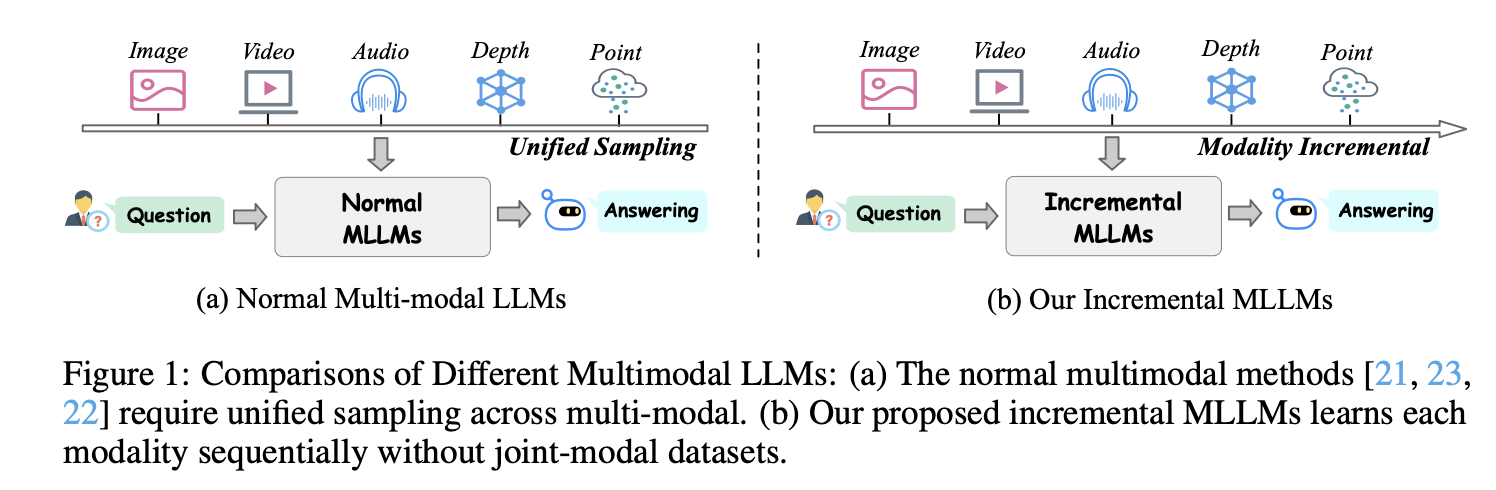 Image Video Audio Depth Point
Unified Sampling
Question
Normal
MLLMs
Answering
(a) Normal Multi-modal LLMs
Image Video Audio Depth Point
Modality Incremental
Question
?
Incremental
MLLMs
Answering
(b) Our Incremental MLLMs
Figure 1: Comparisons of Different Multimodal LLMs: (a) The normal multimodal methods [21, 23,
22] require unified sampling across multi-modal. (b) Our proposed incremental MLLMs learns each
modality sequentially without joint-modal datasets.